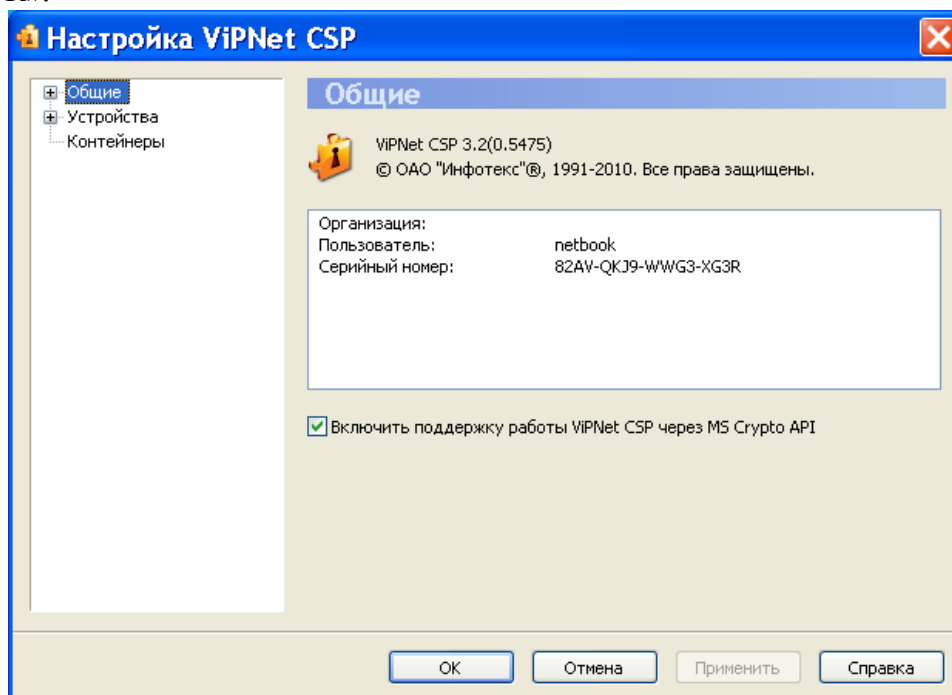 Настройка ViPNet CSP
Общие
Устройства
Контейнеры
Общие
ViPNet CSP 3.2(0.5475)
© ОАО "Инфотекс"®, 1991-2010. Все права защищены.
Организация:
Пользователь: netbook
Серийный номер: 82AV-QKJ9-WWG3-XG3R
Включить поддержку работы ViPNet CSP через MS Crypto API
ОК Отмена Применить Справка